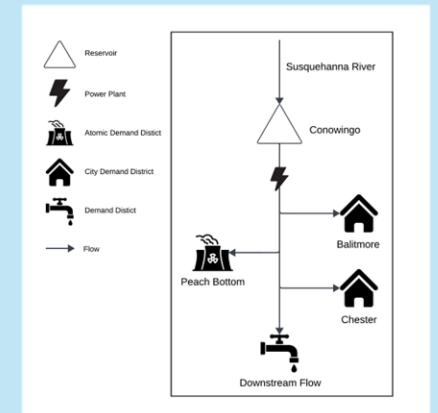 Reservoir
Power Plant
Atomic Demand Distict
City Demand District
Demand Distict
Flow
Susquehanna River
Conowingo
Balitmore
Peach Bottom
Chester
Downstream Flow